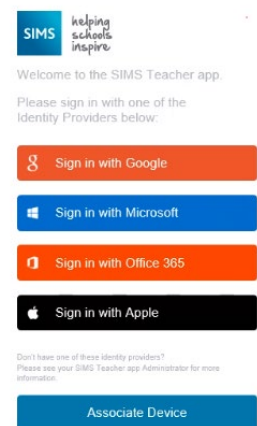 SIMS
helping
schools
inspire
Welcome to the SIMS Teacher app.
Please sign in with one of the
Identity Providers below:
Sign in with Google
Sign in with Microsoft
Sign in with Office 365
Sign in with Apple
Don't have one of these identity providers?
Please see your SIMS Teacher app Administrator for more
information.
Associate Device